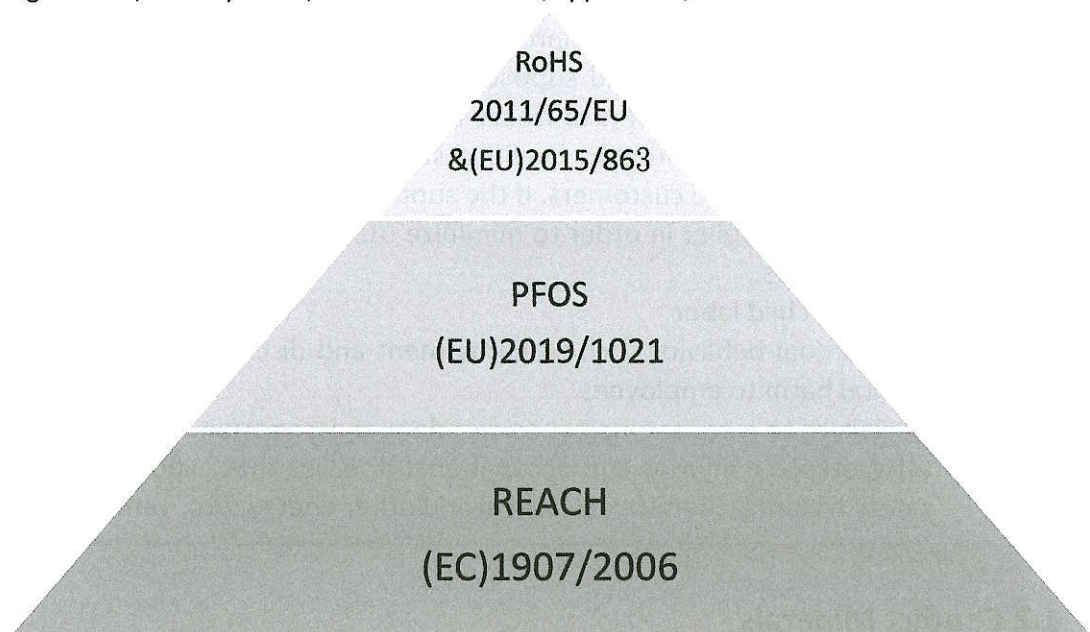 RoHS
2011/65/EU
&(EU)2015/863
PFOS
(EU)2019/1021
REACH
(EC)1907/2006